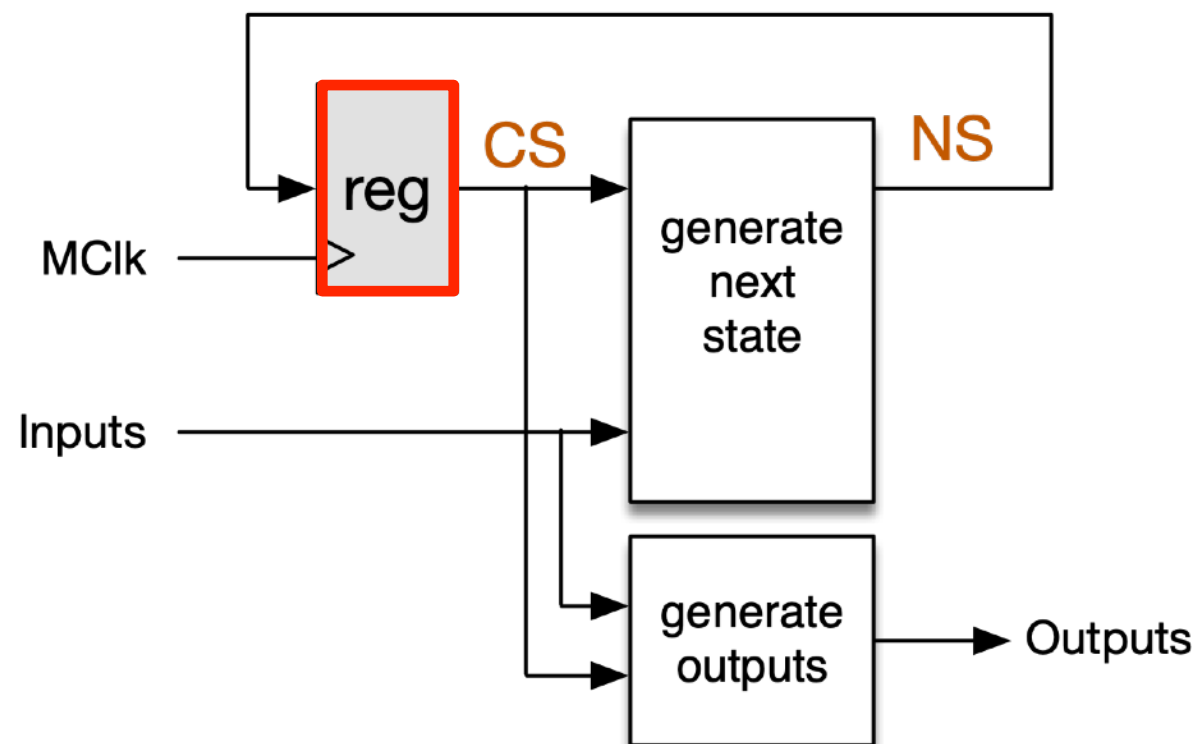 CS
NS
reg
MClk
generate
next
state
Inputs
generate
outputs
Outputs